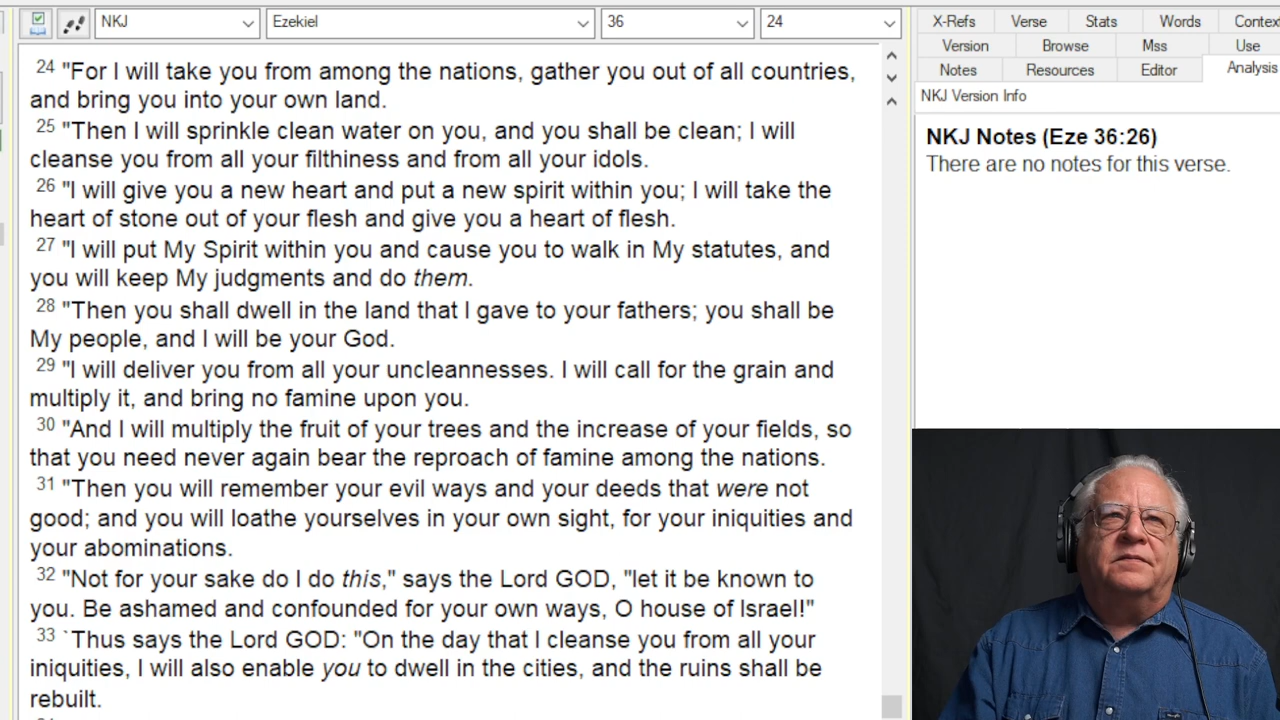 NKJ Ezekiel 36 24
24 "For I will take you from among the nations, gather you out of all countries,
and bring you into your own land.
25 "Then I will sprinkle clean water on you, and you shall be clean; I will
cleanse you from all your filthiness and from all your idols.
26 "I will give you a new heart and put a new spirit within you; I will take the
heart of stone out of your flesh and give you a heart of flesh.
27 "I will put My Spirit within you and cause you to walk in My statutes, and
you will keep My judgments and do them.
28 "Then you shall dwell in the land that I gave to your fathers; you shall be
My people, and I will be your God.
29 "I will deliver you from all your uncleannesses. I will call for the grain and
multiply it, and bring no famine upon you.
30 "And I will multiply the fruit of your trees and the increase of your fields, so
that you need never again bear the reproach of famine among the nations.
31 "Then you will remember your evil ways and your deeds that were not
good; and you will loathe yourselves in your own sight, for your iniquities and
your abominations.
32 "Not for your sake do I do this," says the Lord GOD, "let it be known to
you. Be ashamed and confounded for your own ways, O house of Israel!"
33 `Thus says the Lord GOD: "On the day that I cleanse you from all your
iniquities, I will also enable you to dwell in the cities, and the ruins shall be
rebuilt.
X-Refs Verse Stats Words Contex
Version Browse Mss Use
Notes Resources Editor Analysis
NKJ Version Info
NKJ Notes (Eze 36:26)
There are no notes for this verse.